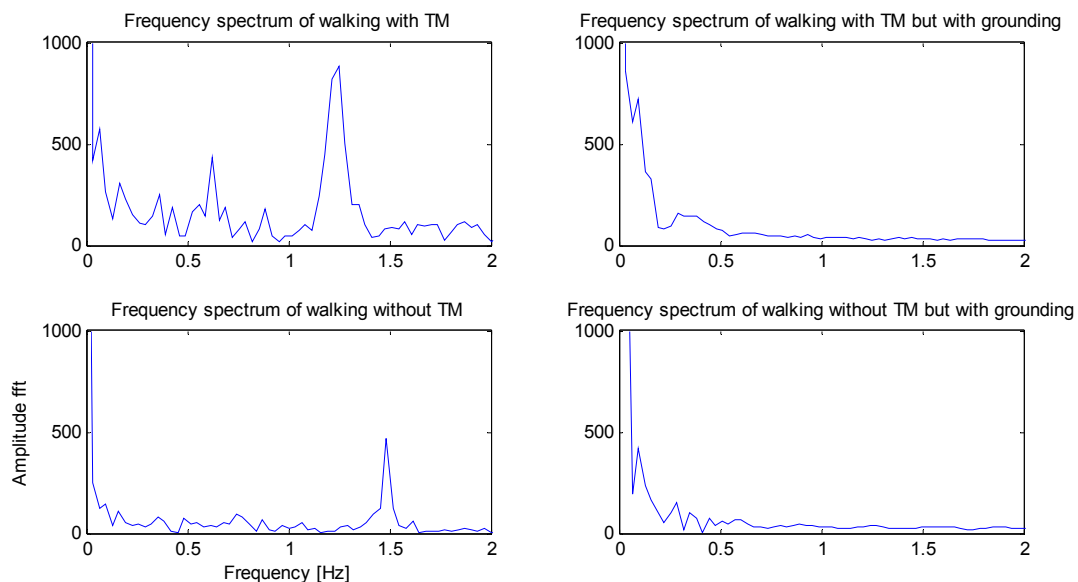 Frequency spectrum of walking with TM
1000
500
0
0 0.5 1 1.5 2
Frequency spectrum of walking with TM but with grounding
1000
500
0
0 0.5 1 1.5 2
Frequency spectrum of walking without TM
1000
500
0
0 0.5 1 1.5 2
Amplitude fft
Frequency [Hz]
Frequency spectrum of walking without TM but with grounding
1000
500
0
0 0.5 1 1.5 2